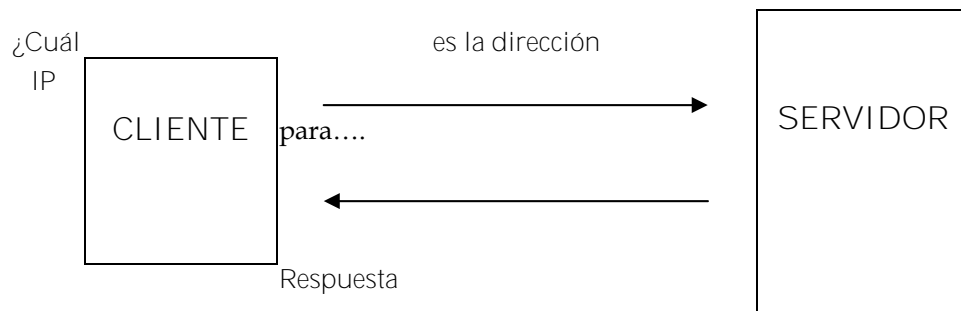 ¿Cuál es la dirección
IP
CLIENTE para....
SERVIDOR
Respuesta